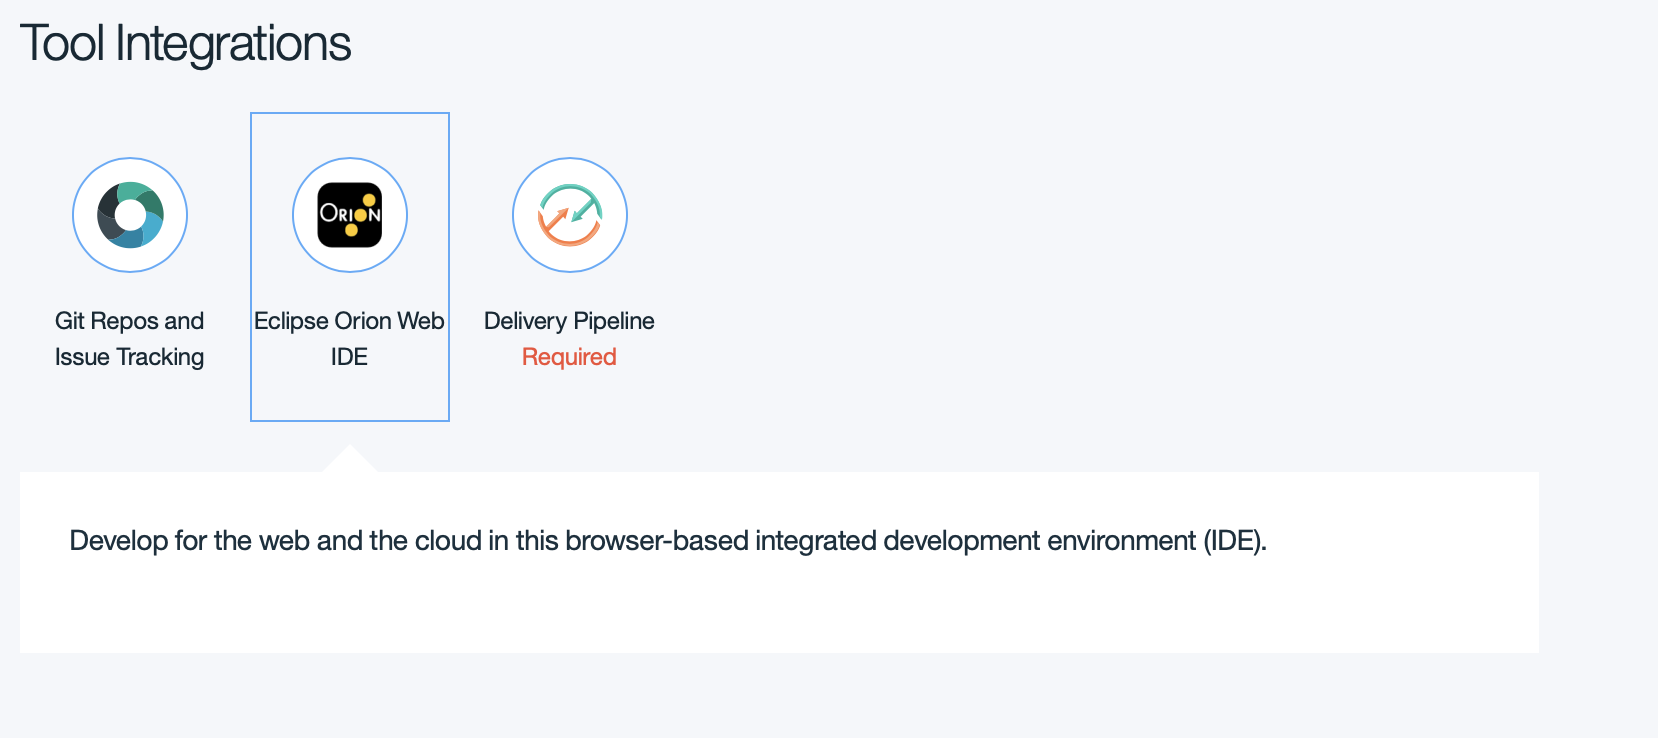 Tool Integrations
ORION
Git Repos and
Issue Tracking
Eclipse Orion Web
IDE
Delivery Pipeline
Required
Develop for the web and the cloud in this browser-based integrated development environment (IDE).